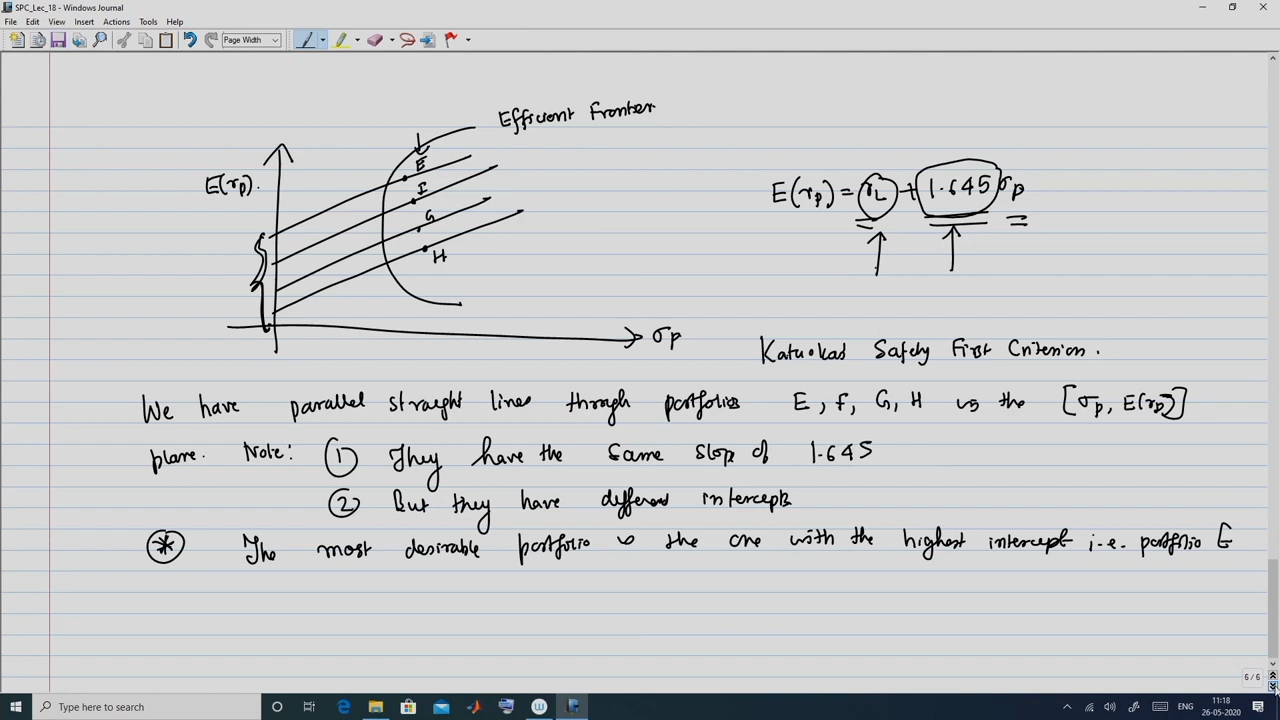 SPC_Lec_18 - Windows Journal
File Edit View Insert Actions Tools Help
Page Width
Efficient Frontier
E(rp).
E
I
G
H
σp
E(rp) = rL + 1.645 σp
Kataokas Safety First Criterion.
We have parallel straight lines through portfolios E, F, G, H in the [σp, E(rp)]
plane. Note: ① They have the same slope of 1.645
② But they have different intercepts
* The most desirable portfolio is the one with the highest intercept i.e. portfolio E
6 / 6
Type here to search
ENG
11:18
26-05-2020